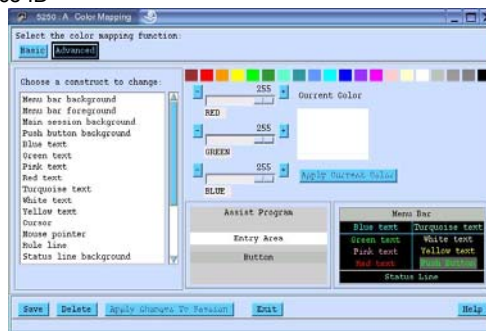 5250 : A Color Mapping
Select the color mapping function:
Basic Advanced
Choose a construct to change:
Menu bar background
Menu bar foreground
Main session background
Push button background
Blue text
Green text
Pink text
Red text
Turquoise text
White text
Yellow text
Cursor
Mouse pointer
Rule line
Status line background
- 255 +
RED
- 255 +
GREEN
- 255 +
BLUE
Current Color
Apply Current Color
Assist Program
Entry Area
Button
Menu Bar
Blue text Turquoise text
Green text White text
Pink text Yellow text
Red text Push Button
Status Line
Save Delete Apply Changes To Session Exit Help